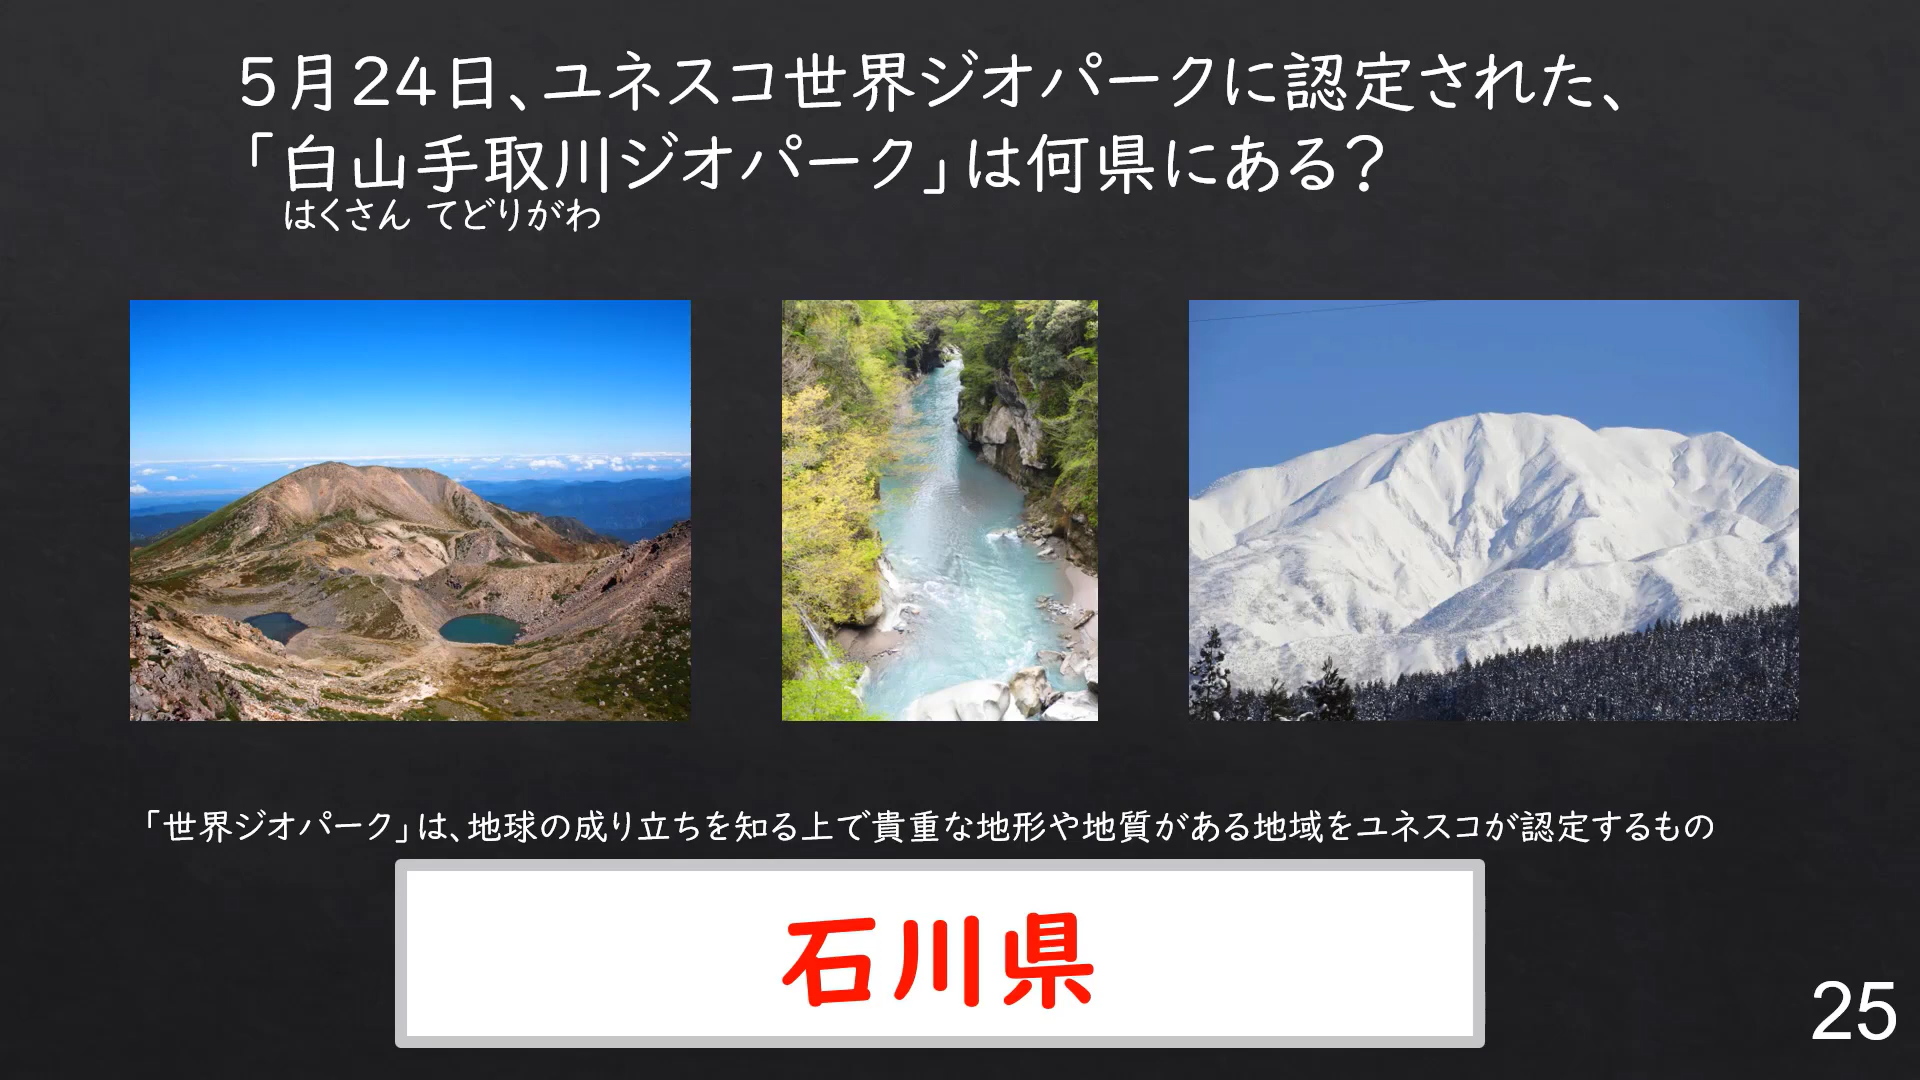 5月24日、ユネスコ世界ジオパークに認定された、
「白山手取川ジオパーク」は何県にある？
はくさん てどりがわ
「世界ジオパーク」は、地球の成り立ちを知る上で貴重な地形や地質がある地域をユネスコが認定するもの
石川県
25